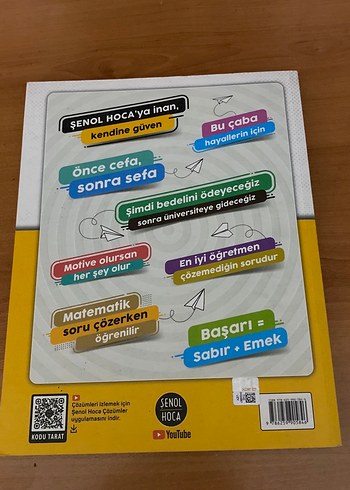 ŞENOL HOCA'ya inan,
kendine güven
Bu çaba
hayallerin için
Önce cefa,
sonra sefa
Şimdi bedelini ödeyeceğiz
sonra üniversiteye gideceğiz
Motive olursan
her şey olur
En iyi öğretmen
çözemediğin sorudur
Matematik
soru çözerken
öğrenilir
Başarı =
Sabır + Emek
KODU TARAT
Çözümleri izlemek için
Şenol Hoca Çözümler
uygulamasını indir.
ŞENOL
HOCA
YouTube